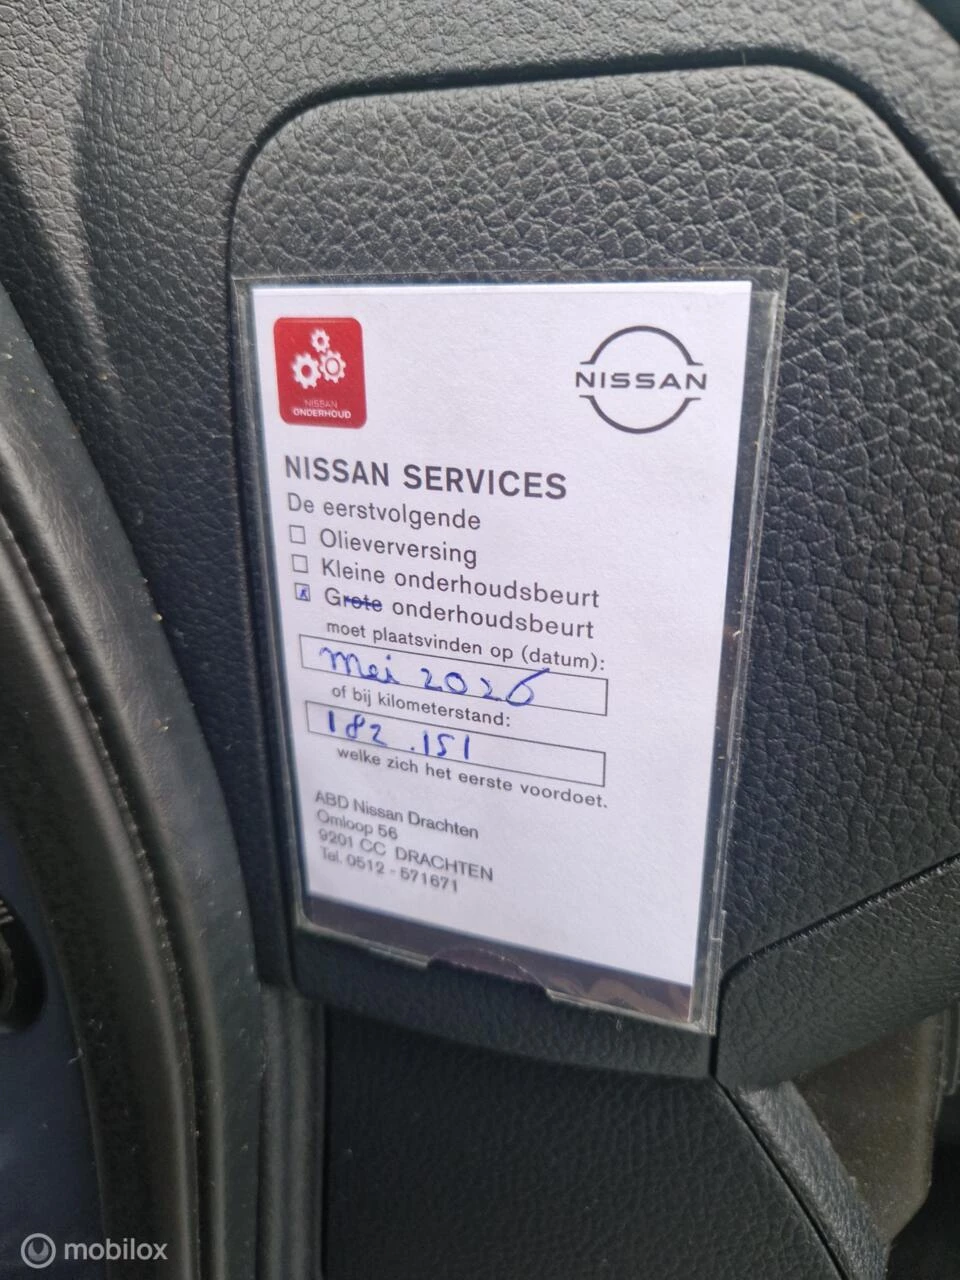 NISSAN
ONDERHOUD
NISSAN
NISSAN SERVICES
De eerstvolgende
Olieverversing
Kleine onderhoudsbeurt
Grote onderhoudsbeurt
moet plaatsvinden op (datum):
mei 2026
of bij kilometerstand:
182.151
welke zich het eerste voordoet.
ABD Nissan Drachten
Omloop 56
9201 CC DRACHTEN
Tel. 0512 - 571671
mobilox